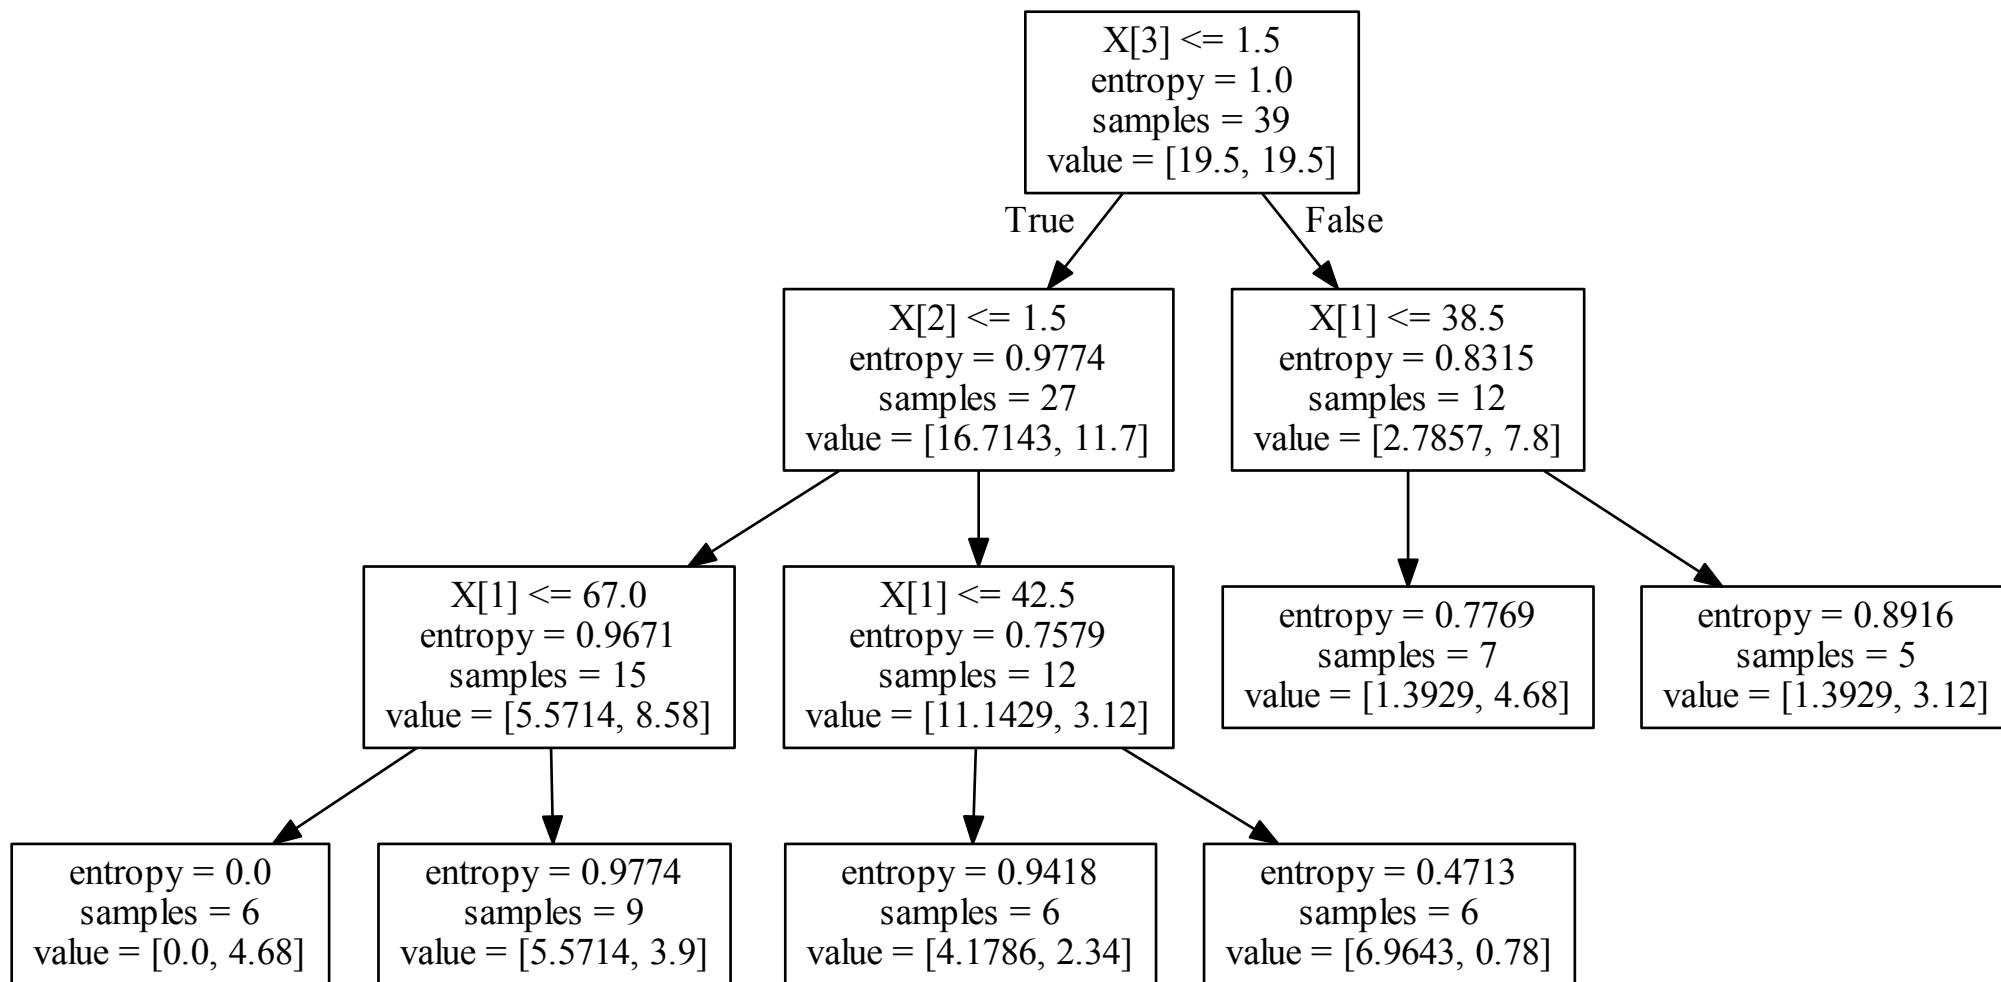 X[3] <= 1.5
entropy = 1.0
samples = 39
value = [19.5, 19.5]
True
False
X[2] <= 1.5
entropy = 0.9774
samples = 27
value = [16.7143, 11.7]
X[1] <= 38.5
entropy = 0.8315
samples = 12
value = [2.7857, 7.8]
X[1] <= 67.0
entropy = 0.9671
samples = 15
value = [5.5714, 8.58]
X[1] <= 42.5
entropy = 0.7579
samples = 12
value = [11.1429, 3.12]
entropy = 0.7769
samples = 7
value = [1.3929, 4.68]
entropy = 0.8916
samples = 5
value = [1.3929, 3.12]
entropy = 0.0
samples = 6
value = [0.0, 4.68]
entropy = 0.9774
samples = 9
value = [5.5714, 3.9]
entropy = 0.9418
samples = 6
value = [4.1786, 2.34]
entropy = 0.4713
samples = 6
value = [6.9643, 0.78]